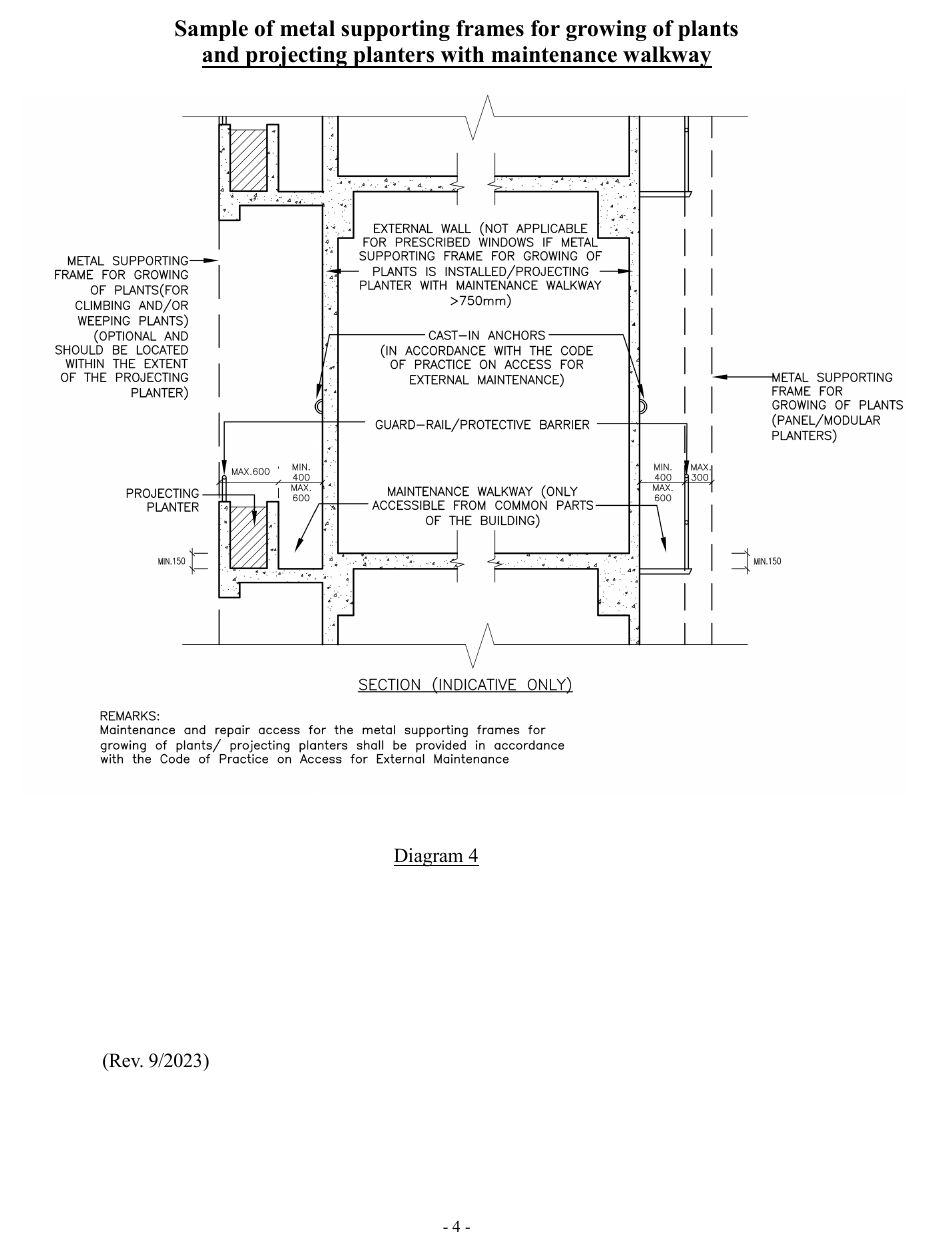 Sample of metal supporting frames for growing of plants
and projecting planters with maintenance walkway
EXTERNAL WALL (NOT APPLICABLE
FOR PRESCRIBED WINDOWS IF METAL
SUPPORTING FRAME FOR GROWING OF
PLANTS IS INSTALLED/PROJECTING
PLANTER WITH MAINTENANCE WALKWAY
>750mm)
METAL SUPPORTING
FRAME FOR GROWING
OF PLANTS(FOR
CLIMBING AND/OR
WEEPING PLANTS)
(OPTIONAL AND
SHOULD BE LOCATED
WITHIN THE EXTENT
OF THE PROJECTING
PLANTER)
CAST-IN ANCHORS
(IN ACCORDANCE WITH THE CODE
OF PRACTICE ON ACCESS FOR
EXTERNAL MAINTENANCE)
METAL SUPPORTING
FRAME FOR
GROWING OF PLANTS
(PANEL/MODULAR
PLANTERS)
GUARD-RAIL/PROTECTIVE BARRIER
MAX.600
MIN.
400
MAX.
600
MIN.
400
MAX.
600
MAX.
300
PROJECTING
PLANTER
MAINTENANCE WALKWAY (ONLY
ACCESSIBLE FROM COMMON PARTS
OF THE BUILDING)
MIN.150
MIN.150
SECTION (INDICATIVE ONLY)
REMARKS:
Maintenance and repair access for the metal supporting frames for
growing of plants/ projecting planters shall be provided in accordance
with the Code of Practice on Access for External Maintenance
Diagram 4
(Rev. 9/2023)
- 4 -